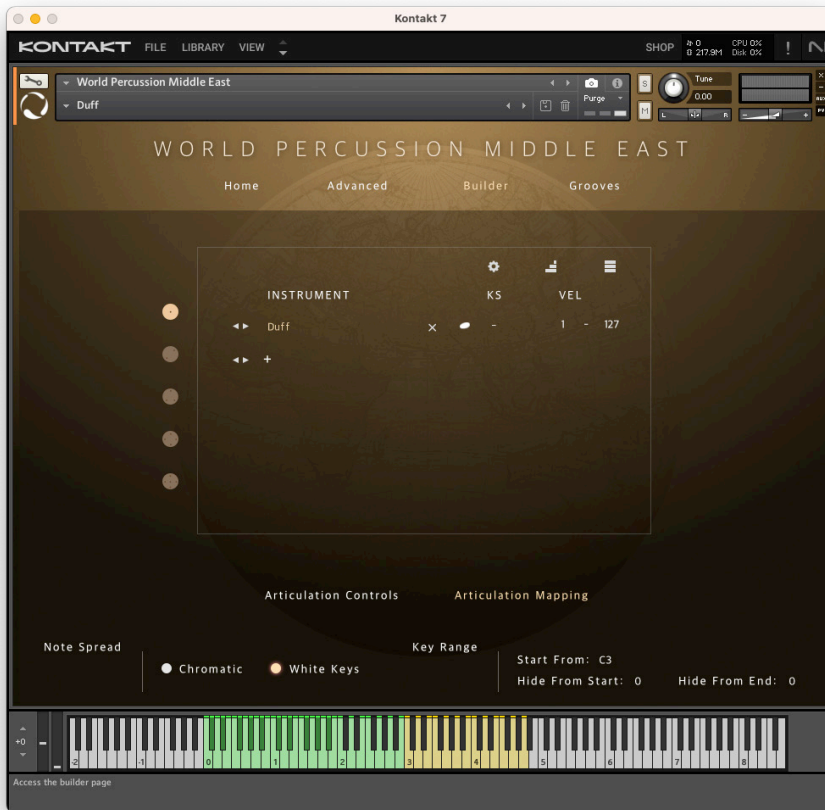 Kontakt 7
KONTAKT FILE LIBRARY VIEW SHOP 0 CPU 0% !
217.9M Disk 0%
World Percussion Middle East S Tune
Duff Purge M 0.00
L R - +
WORLD PERCUSSION MIDDLE EAST
Home Advanced Builder Grooves
INSTRUMENT KS VEL
Duff × - 1 - 127
+
Articulation Controls Articulation Mapping
Note Spread Key Range
Chromatic White Keys Start From: C3
Hide From Start: 0 Hide From End: 0
+0
-2 -1 0 1 2 3 4 5 6 7 8
Access the builder page